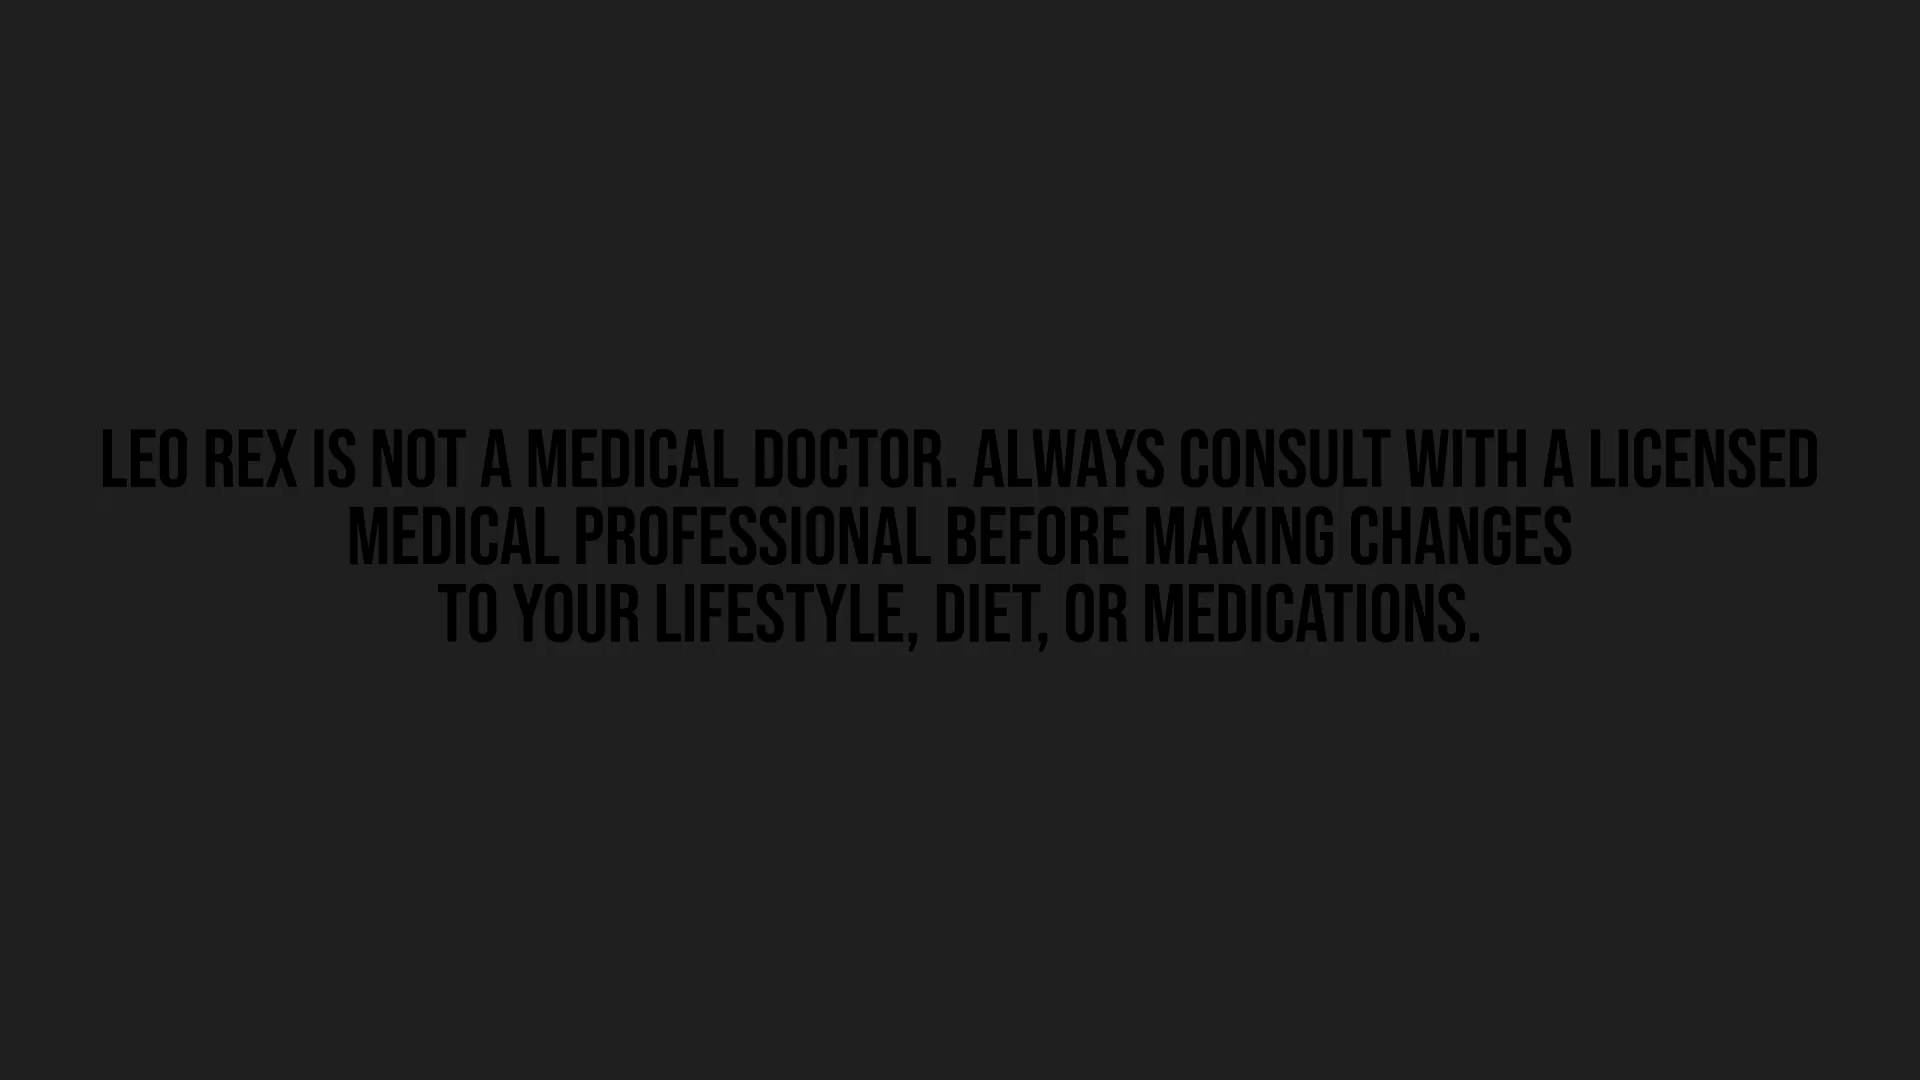 LEO REX IS NOT A MEDICAL DOCTOR. ALWAYS CONSULT WITH A LICENSED
MEDICAL PROFESSIONAL BEFORE MAKING CHANGES
TO YOUR LIFESTYLE, DIET, OR MEDICATIONS.